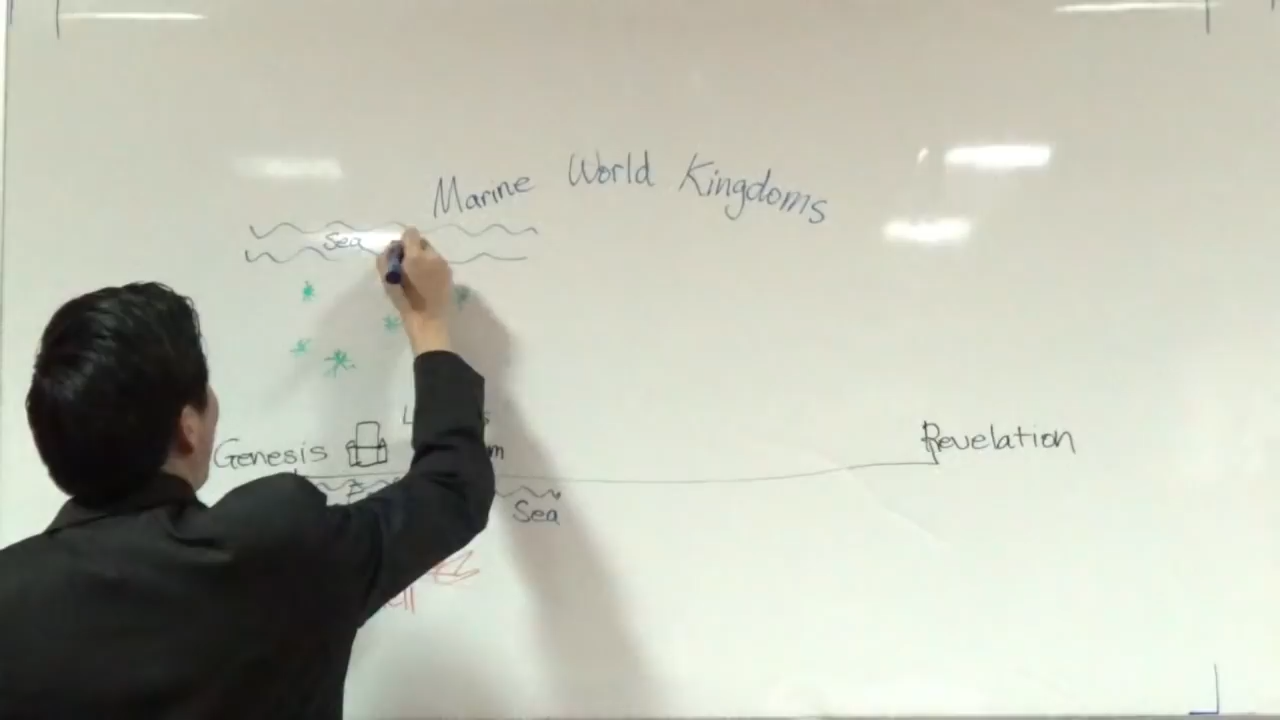 Marine World Kingdoms
Sea
Genesis
Revelation
Sea